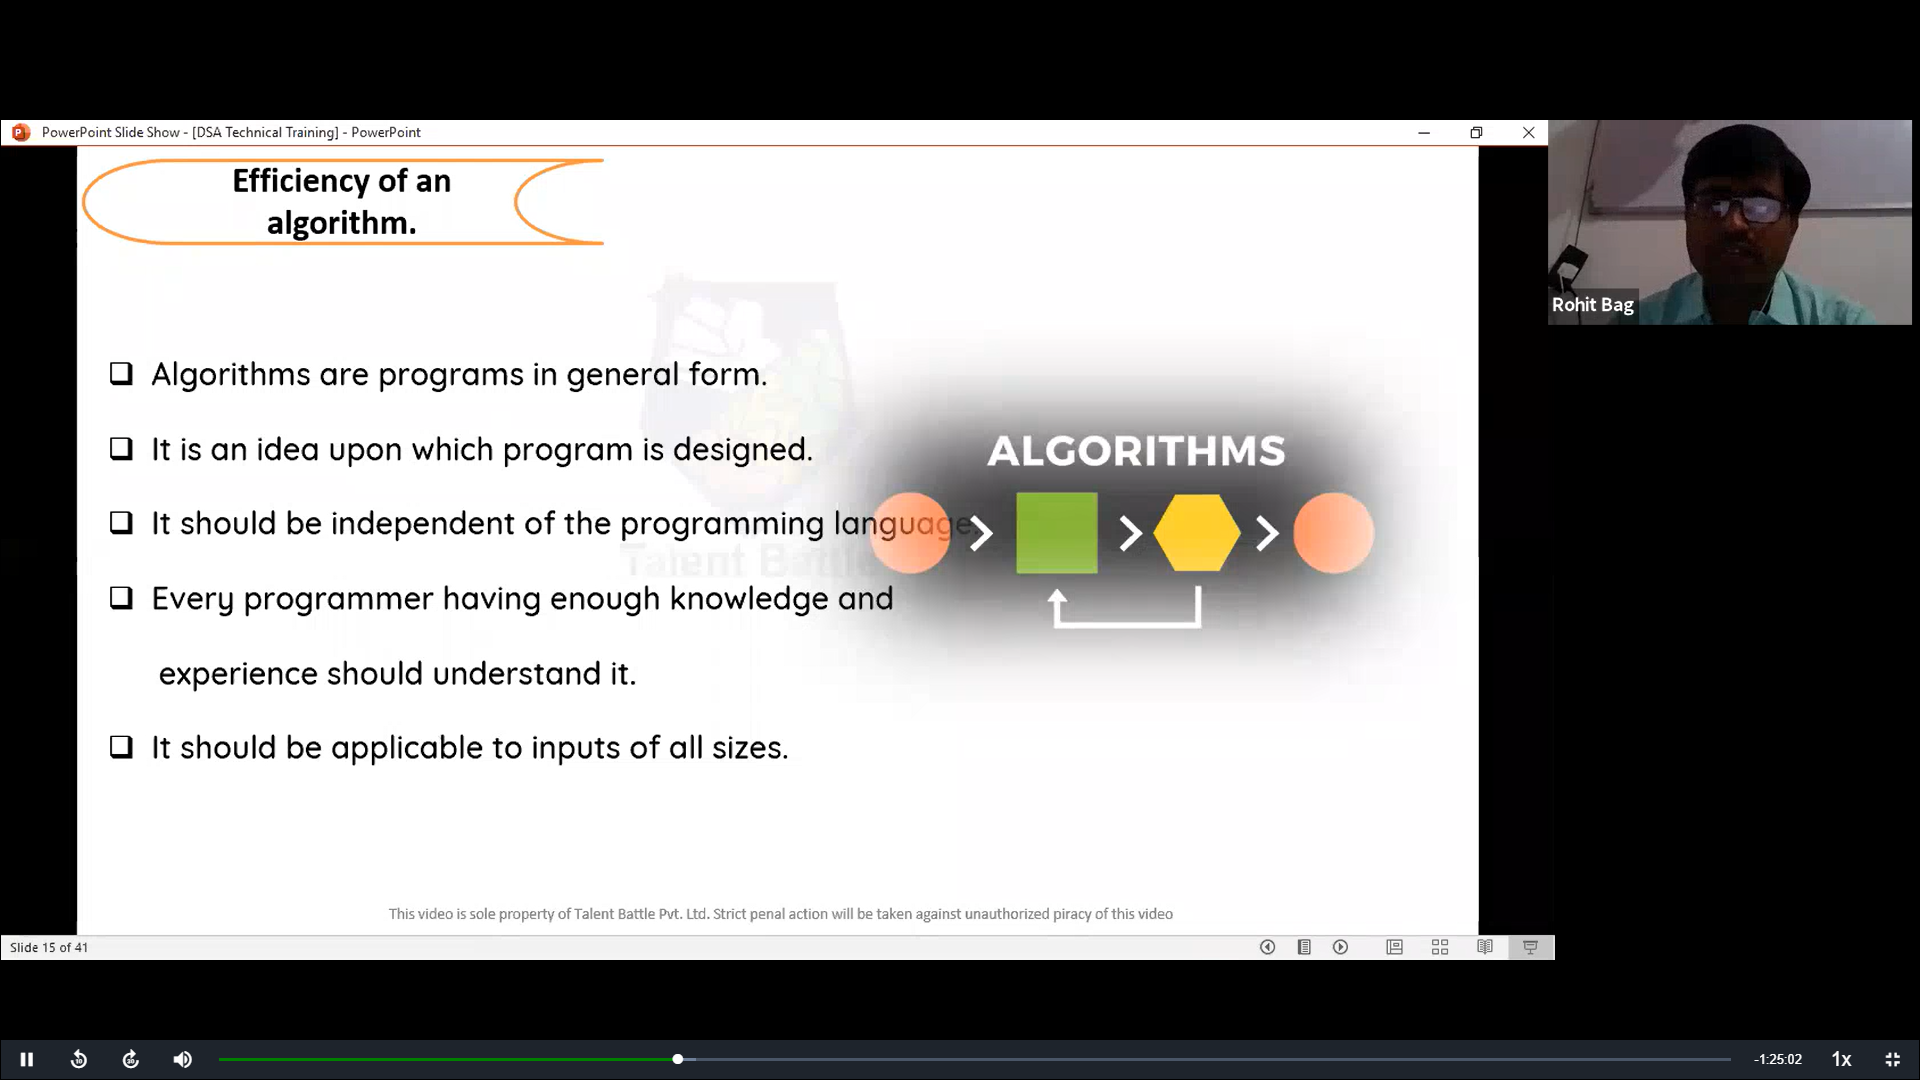 PowerPoint Slide Show - [DSA Technical Training] - PowerPoint
Efficiency of an
algorithm.
Rohit Bag
Algorithms are programs in general form.
It is an idea upon which program is designed.
It should be independent of the programming language.
Every programmer having enough knowledge and
experience should understand it.
It should be applicable to inputs of all sizes.
ALGORITHMS
Talent Battle
This video is sole property of Talent Battle Pvt. Ltd. Strict penal action will be taken against unauthorized piracy of this video
Slide 15 of 41
10
30
-1:25:02
1x